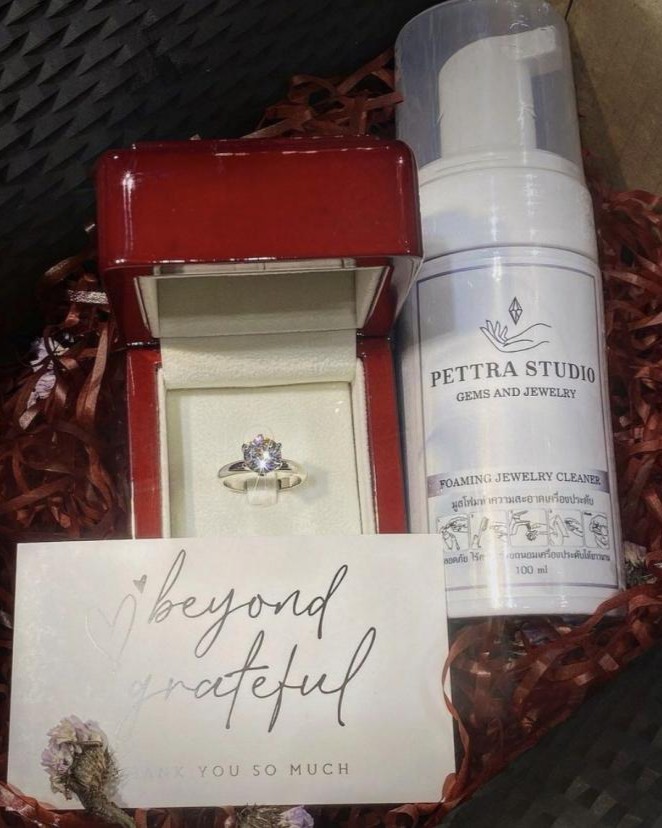 PETTRA STUDIO
GEMS AND JEWELRY
FOAMING JEWELRY CLEANER
มูสโฟมทำความสะอาดเครื่องประดับ
100 ml
beyond
grateful
YOU SO MUCH